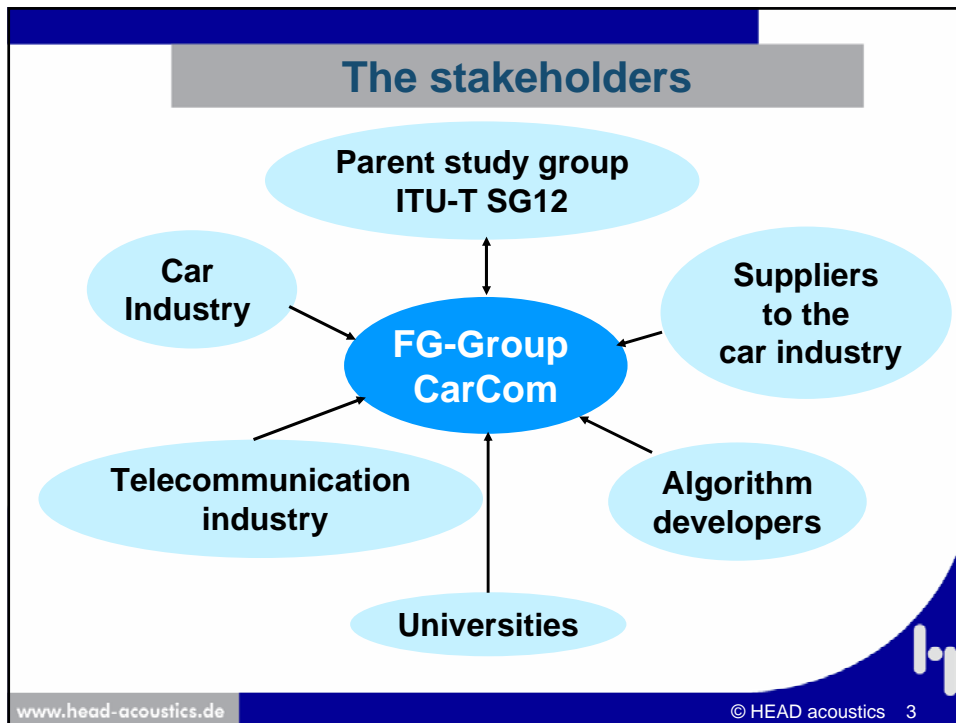 The stakeholders
Parent study group
ITU-T SG12
Car
Industry
Suppliers
to the
car industry
FG-Group
CarCom
Telecommunication
industry
Algorithm
developers
Universities
www.head-acoustics.de
© HEAD acoustics 3